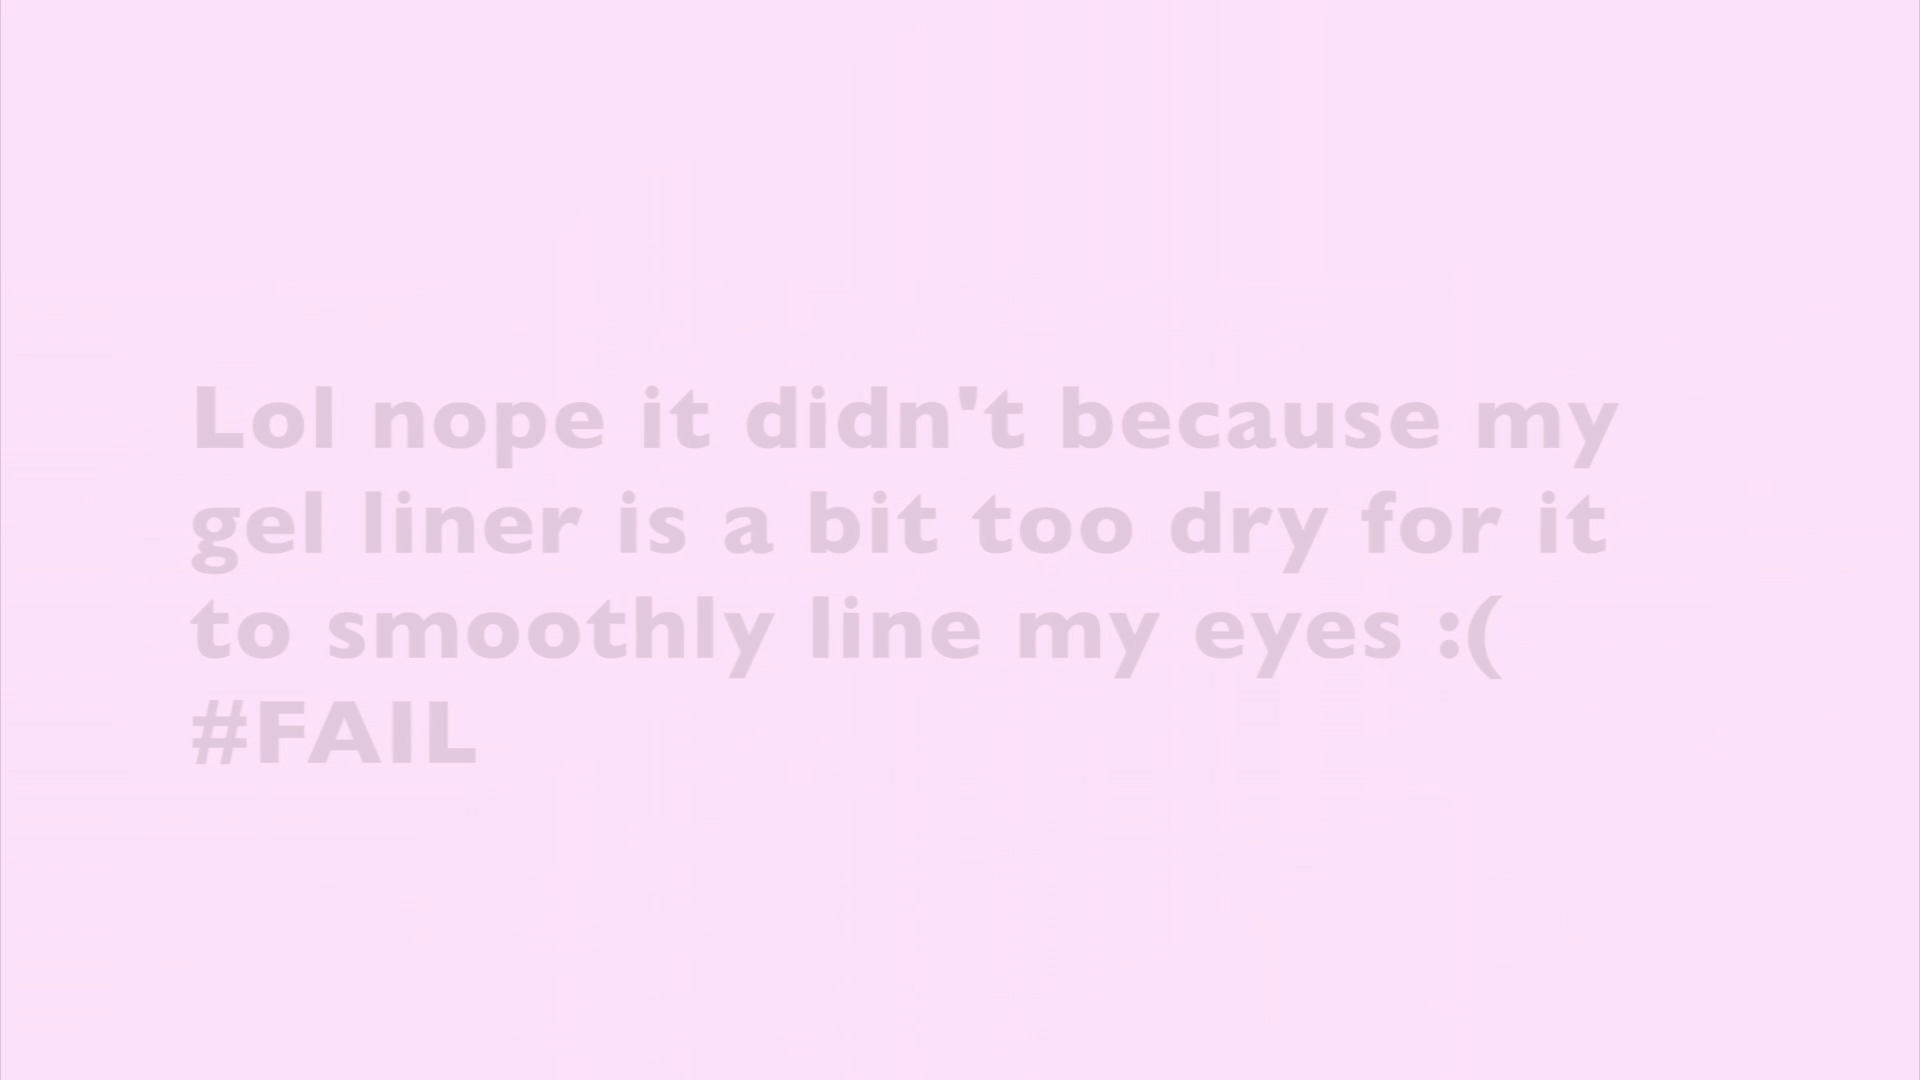 Lol nope it didn't because my
gel liner is a bit too dry for it
to smoothly line my eyes :(
#FAIL